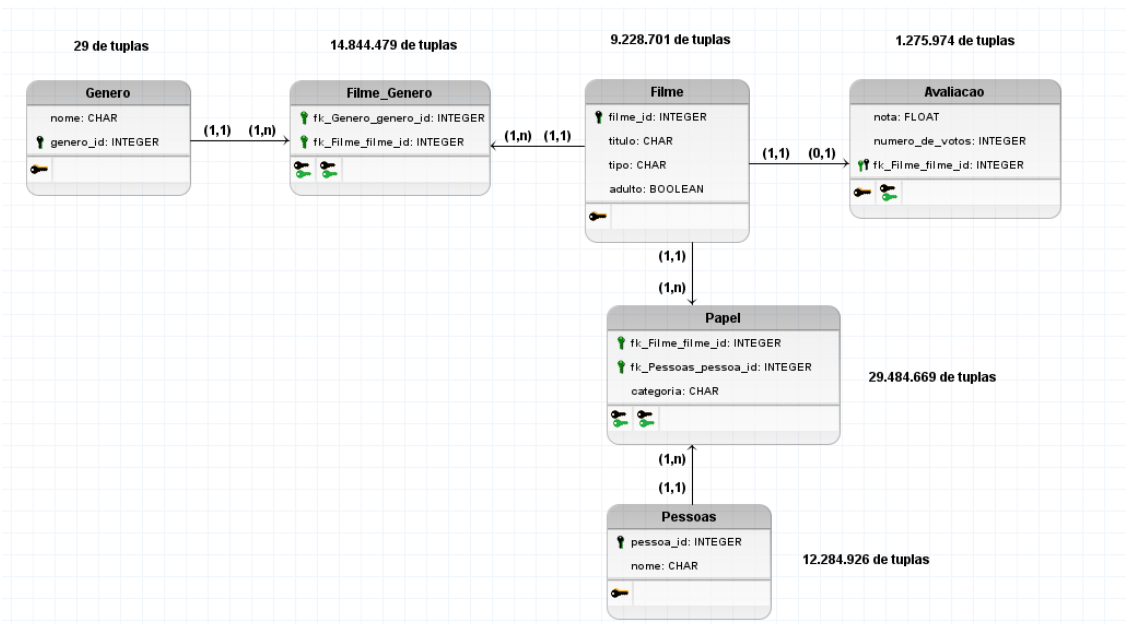 29 de tuplas
14.844.479 de tuplas
9.228.701 de tuplas
1.275.974 de tuplas
Genero
nome: CHAR
genero_id: INTEGER
(1,1)
(1,n)
Filme_Genero
fk_Genero_genero_id: INTEGER
fk_Filme_filme_id: INTEGER
(1,n)
(1,1)
Filme
filme_id: INTEGER
titulo: CHAR
tipo: CHAR
adulto: BOOLEAN
(1,1)
(0,1)
Avaliacao
nota: FLOAT
numero_de_votos: INTEGER
fk_Filme_filme_id: INTEGER
(1,1)
(1,n)
Papel
fk_Filme_filme_id: INTEGER
fk_Pessoas_pessoa_id: INTEGER
categoria: CHAR
29.484.669 de tuplas
(1,n)
(1,1)
Pessoas
pessoa_id: INTEGER
nome: CHAR
12.284.926 de tuplas